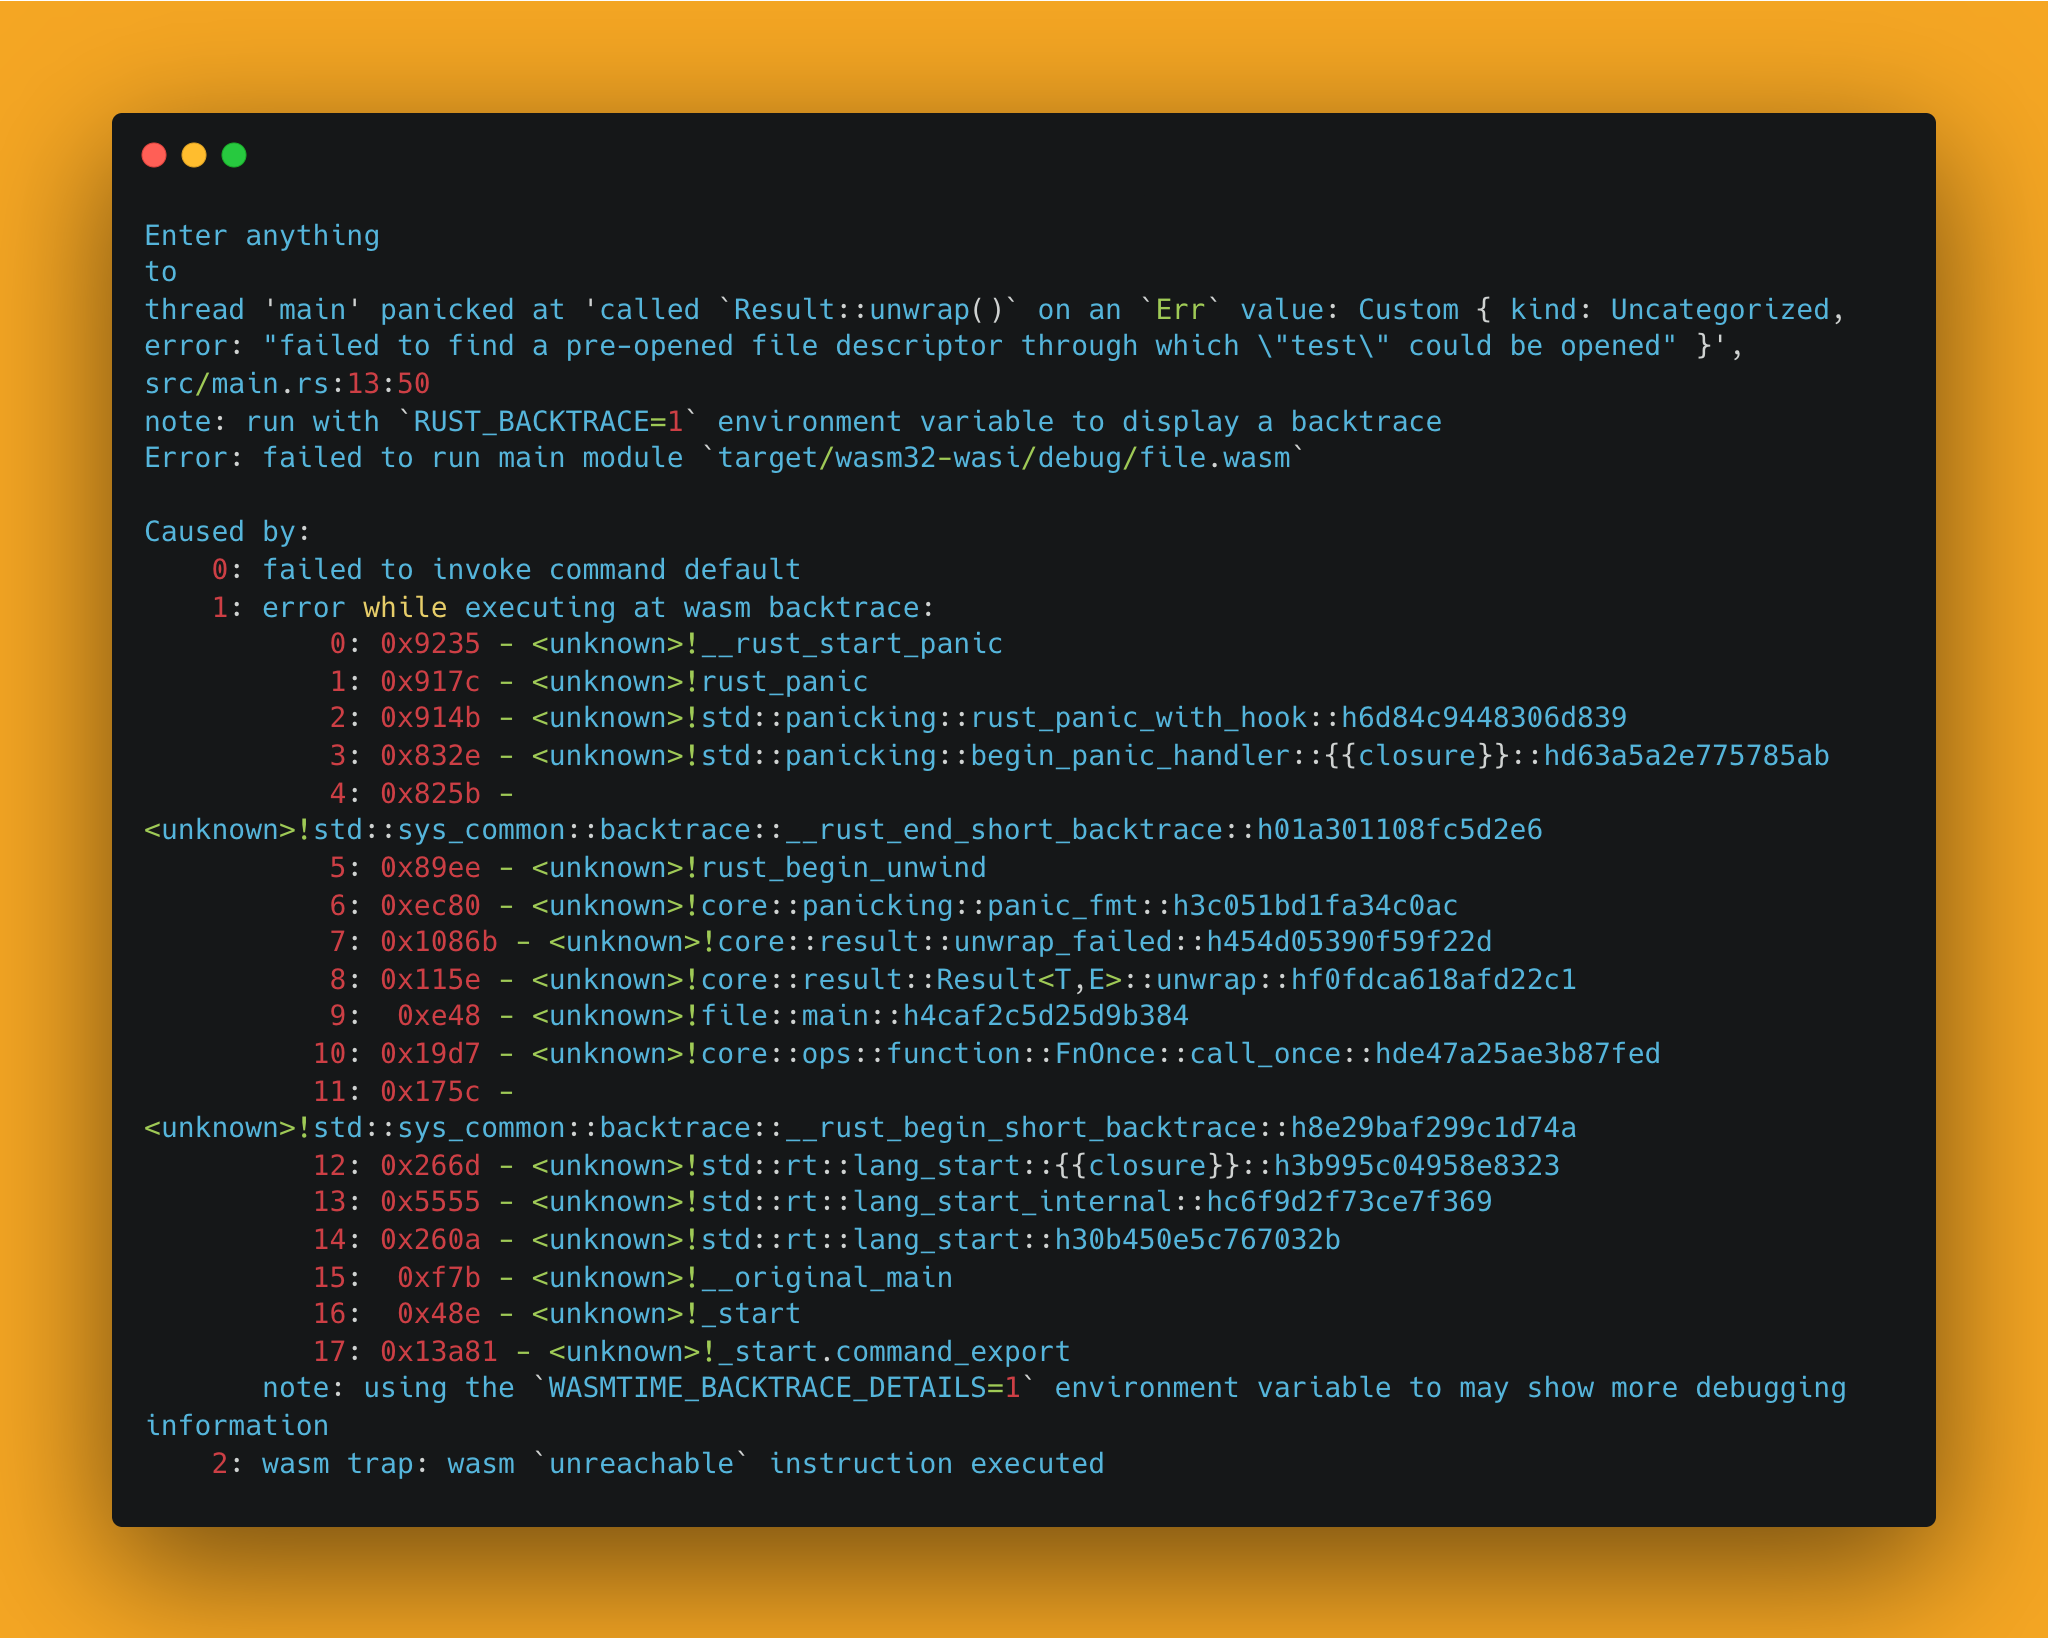 Enter anything
to
thread 'main' panicked at 'called `Result::unwrap()` on an `Err` value: Custom { kind: Uncategorized,
error: "failed to find a pre-opened file descriptor through which \"test\" could be opened" }',
src/main.rs:13:50
note: run with `RUST_BACKTRACE=1` environment variable to display a backtrace
Error: failed to run main module `target/wasm32-wasi/debug/file.wasm`

Caused by:
    0: failed to invoke command default
    1: error while executing at wasm backtrace:
           0: 0x9235 - <unknown>!__rust_start_panic
           1: 0x917c - <unknown>!rust_panic
           2: 0x914b - <unknown>!std::panicking::rust_panic_with_hook::h6d84c9448306d839
           3: 0x832e - <unknown>!std::panicking::begin_panic_handler::{{closure}}::hd63a5a2e775785ab
           4: 0x825b -
<unknown>!std::sys_common::backtrace::__rust_end_short_backtrace::h01a301108fc5d2e6
           5: 0x89ee - <unknown>!rust_begin_unwind
           6: 0xec80 - <unknown>!core::panicking::panic_fmt::h3c051bd1fa34c0ac
           7: 0x1086b - <unknown>!core::result::unwrap_failed::h454d05390f59f22d
           8: 0x115e - <unknown>!core::result::Result<T,E>::unwrap::hf0fdca618afd22c1
           9:  0xe48 - <unknown>!file::main::h4caf2c5d25d9b384
          10: 0x19d7 - <unknown>!core::ops::function::FnOnce::call_once::hde47a25ae3b87fed
          11: 0x175c -
<unknown>!std::sys_common::backtrace::__rust_begin_short_backtrace::h8e29baf299c1d74a
          12: 0x266d - <unknown>!std::rt::lang_start::{{closure}}::h3b995c04958e8323
          13: 0x5555 - <unknown>!std::rt::lang_start_internal::hc6f9d2f73ce7f369
          14: 0x260a - <unknown>!std::rt::lang_start::h30b450e5c767032b
          15:  0xf7b - <unknown>!__original_main
          16:  0x48e - <unknown>!_start
          17: 0x13a81 - <unknown>!_start.command_export
       note: using the `WASMTIME_BACKTRACE_DETAILS=1` environment variable to may show more debugging
information
    2: wasm trap: wasm `unreachable` instruction executed